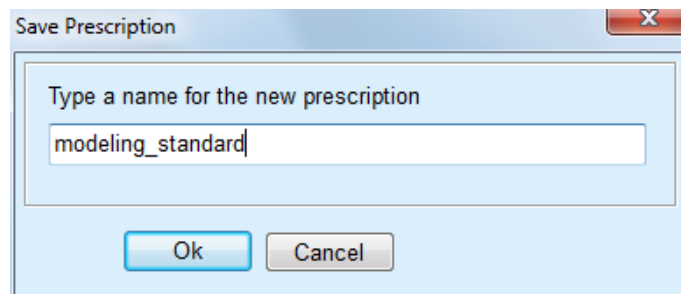 Save Prescription
Type a name for the new prescription
modeling_standard
Ok
Cancel